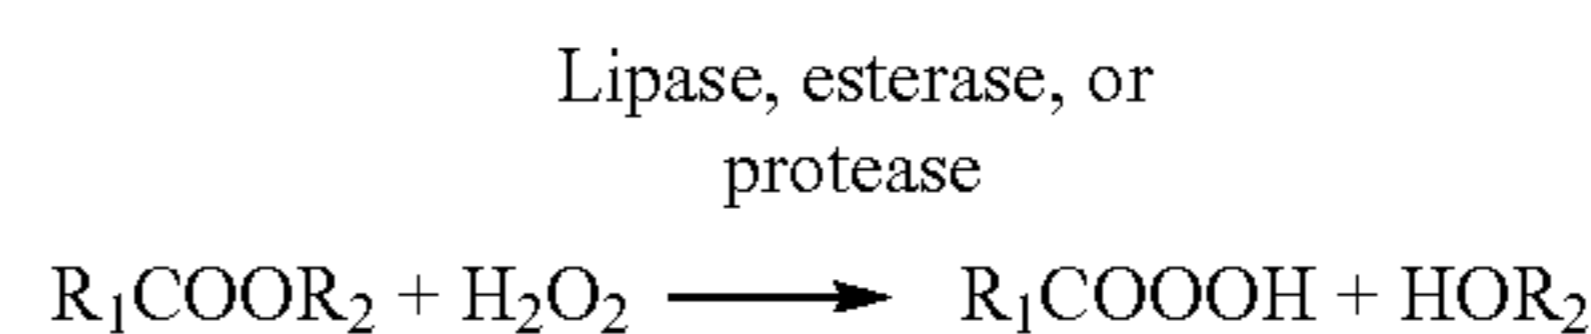 Lipase, esterase, or
protease
R₁COOR₂ + H₂O₂ → R₁COOOH + HOR₂